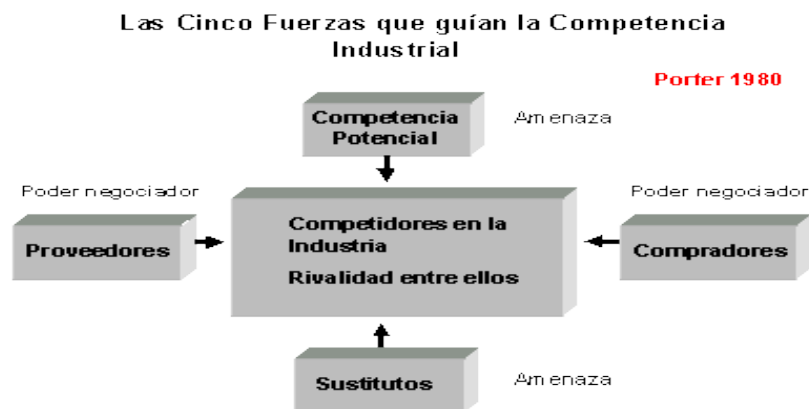 Las Cinco Fuerzas que guían la Competencia
Industrial
Porter 1980
Competencia
Potencial
Amenaza
Poder negociador
Poder negociador
Proveedores
Competidores en la
Industria
Rivalidad entre ellos
Compradores
Sustitutos
Amenaza